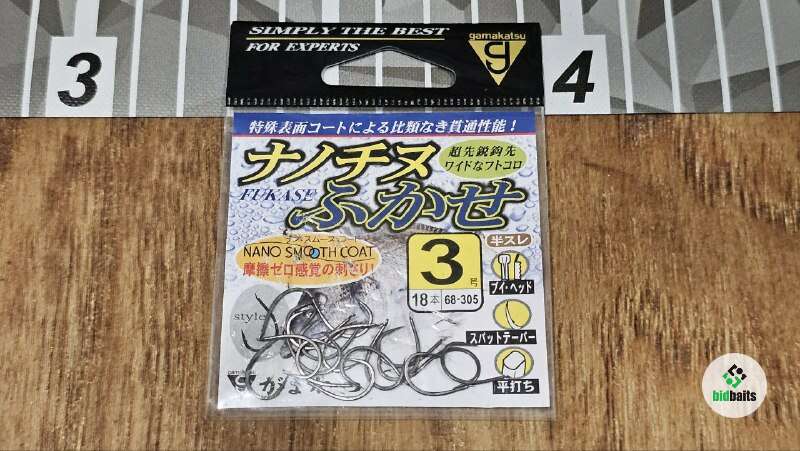 3
4
SIMPLY THE BEST
FOR EXPERTS
gamakatsu
g
特殊表面コートによる比類なき貫通性能！
ナノチヌ
超先鋭鈎先
ワイドなフトコロ
FUKASE
ふかせ
ナノスムースコート
NANO SMOOTH COAT
摩擦ゼロ感覚の刺さり!
3号
18本 68-305
半スレ
ブイ・ヘッド
style
スパットテーパー
gamakatsu
がま
平打ち
bidbaits